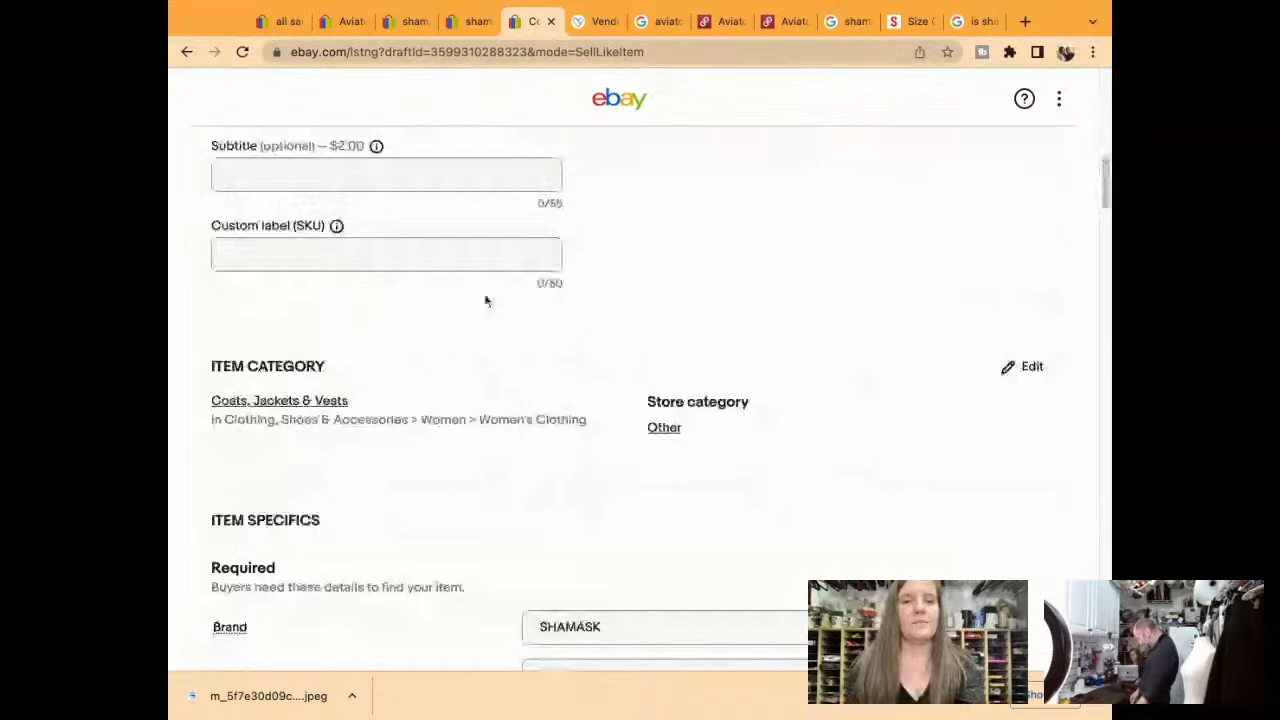 all sa
Aviat
sham
sham
Co
Vend
aviato
Aviato
Aviato
sham
Size
is sha
ebay.com/lstng?draftId=3599310288323&mode=SellLikeItem
ebay
Subtitle (optional) – $2.00
0/55
Custom label (SKU)
0/50
ITEM CATEGORY
Edit
Coats, Jackets & Vests
in Clothing, Shoes & Accessories > Women > Women's Clothing
Store category
Other
ITEM SPECIFICS
Required
Buyers need these details to find your item.
Brand
SHAMASK
m_5f7e30d09c....jpeg